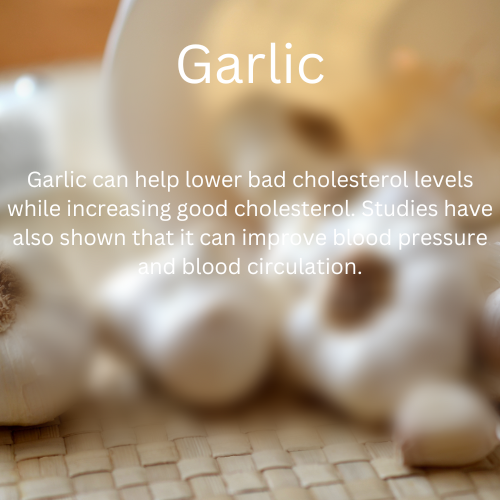 Garlic
Garlic can help lower bad cholesterol levels
while increasing good cholesterol. Studies have
also shown that it can improve blood pressure
and blood circulation.